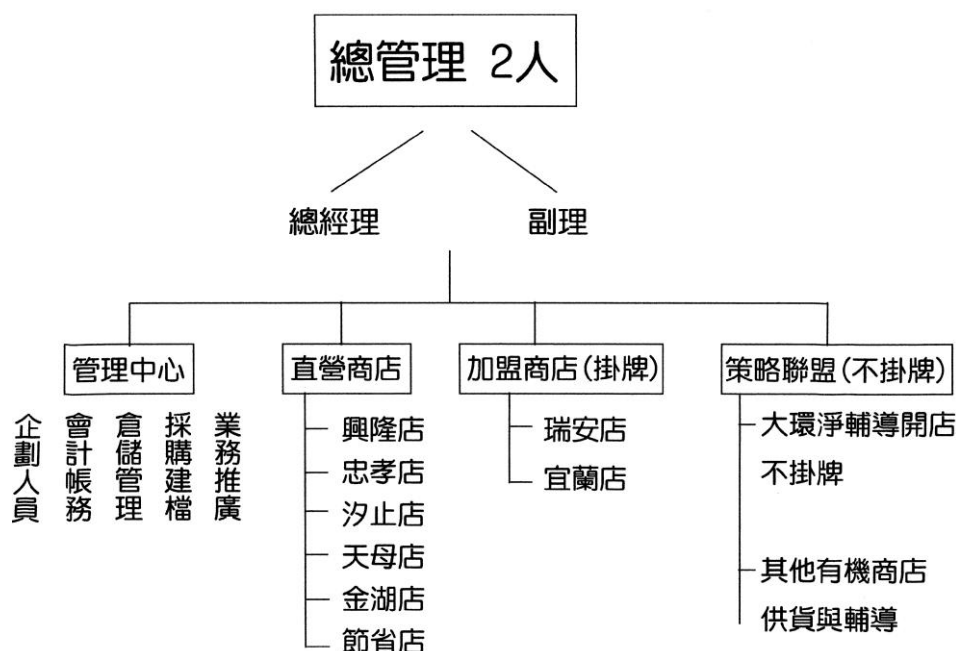 總管理 2人
總經理
副理
管理中心
企劃人員
會計帳務
倉儲管理
採購建檔
業務推廣
直營商店
興隆店
忠孝店
汐止店
天母店
金湖店
節省店
加盟商店(掛牌)
瑞安店
宜蘭店
策略聯盟(不掛牌)
大環淨輔導開店
不掛牌
其他有機商店
供貨與輔導